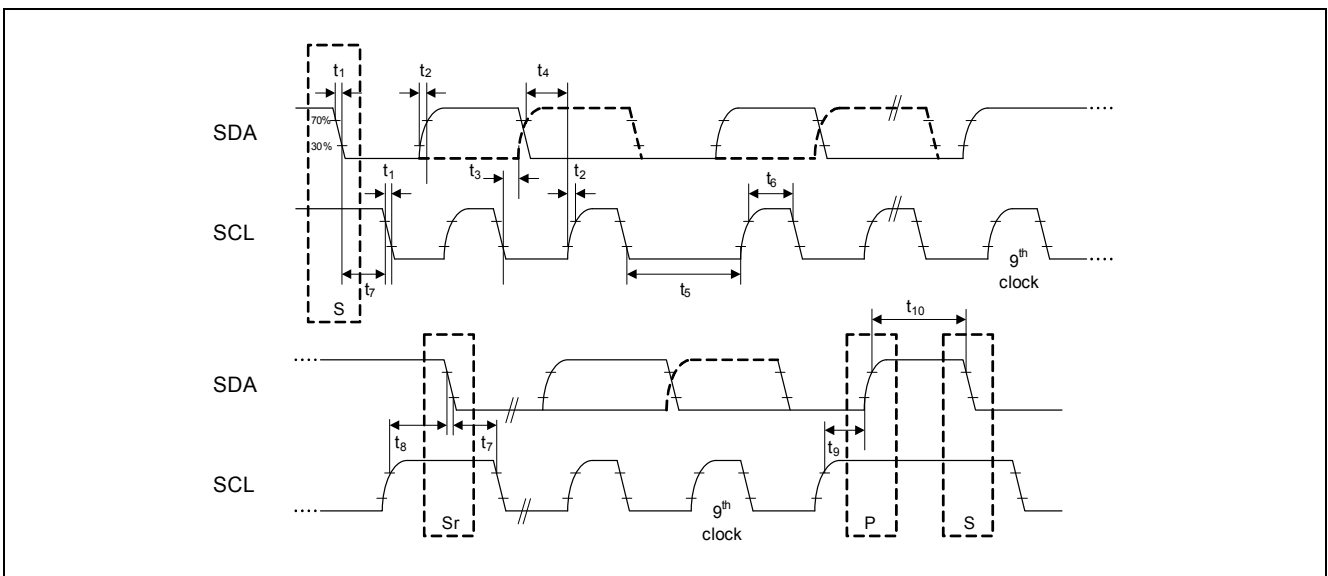 t1 t2 t4
SDA
70%
30%
t1 t3 t2 t6
SCL
9th
clock
t7 t5
S
t10
SDA
t8 t7 t9
SCL
9th
clock
Sr P S